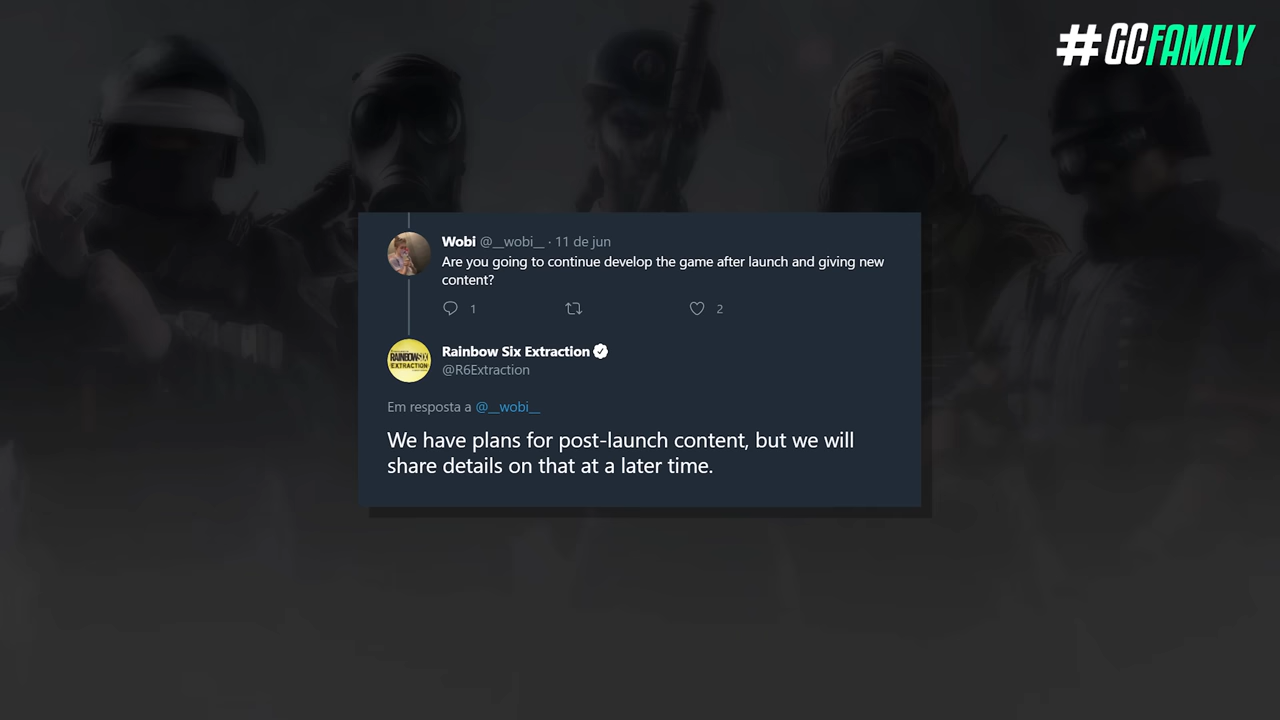 #GCFAMILY
Wobi @__wobi__ · 11 de jun
Are you going to continue develop the game after launch and giving new
content?
1 2
Rainbow Six Extraction
@R6Extraction
RAINBOWSIX
EXTRACTION
Em resposta a @__wobi__
We have plans for post-launch content, but we will
share details on that at a later time.